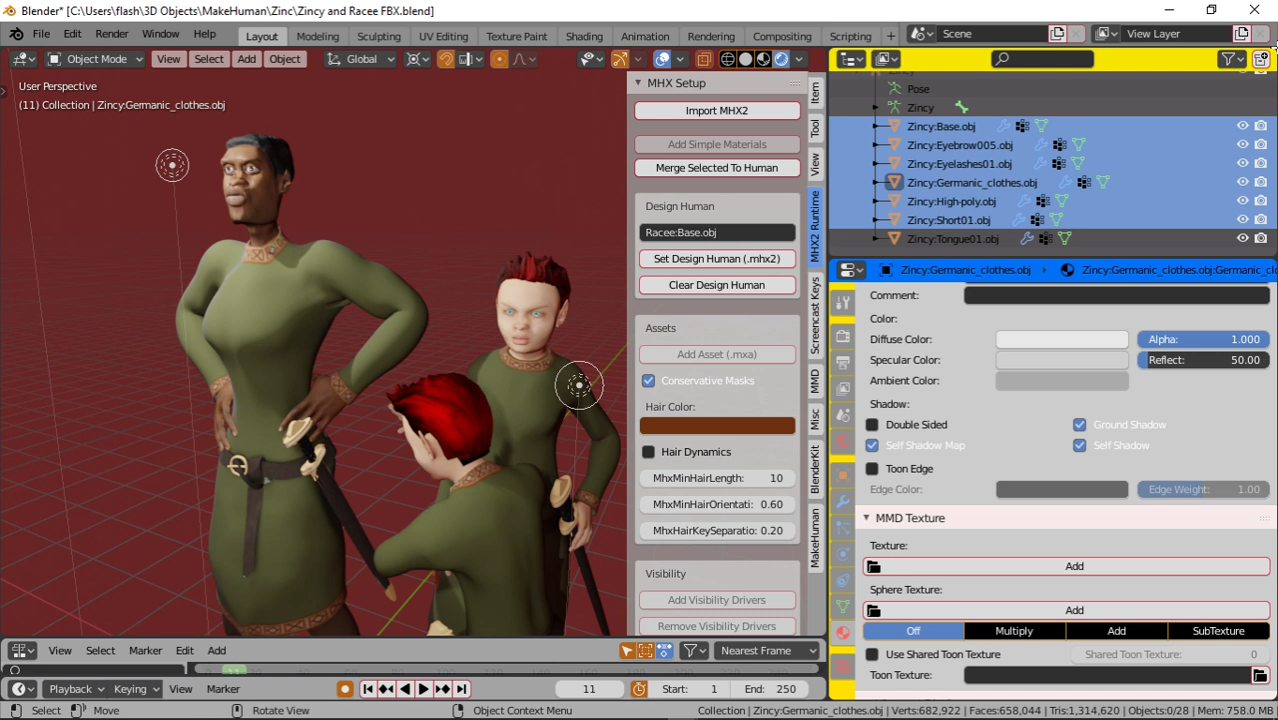 Blender* [C:\Users\flash\3D Objects\MakeHuman\Zinc\Zincy and Racee FBX.blend]
File Edit Render Window Help Layout Modeling Sculpting UV Editing Texture Paint Shading Animation Rendering Compositing Scripting + Scene View Layer
Object Mode View Select Add Object Global
User Perspective
(11) Collection | Zincy:Germanic_clothes.obj
MHX Setup
Import MHX2
Add Simple Materials
Merge Selected To Human
Design Human
Racee:Base.obj
Set Design Human (.mhx2)
Clear Design Human
Assets
Add Asset (.mxa)
Conservative Masks
Hair Color:
Hair Dynamics
MhxMinHairLength: 10
MhxMinHairOrientati: 0.60
MhxHairKeySeparatio: 0.20
Visibility
Add Visibility Drivers
Remove Visibility Drivers
Item
Tool
View
MHX2 Runtime
Screencast Keys
MMD
Misc
BlenderKit
MakeHuman
Pose
Zincy
Zincy:Base.obj
Zincy:Eyebrow005.obj
Zincy:Eyelashes01.obj
Zincy:Germanic_clothes.obj
Zincy:High-poly.obj
Zincy:Short01.obj
Zincy:Tongue01.obj
Zincy:Germanic_clothes.obj Zincy:Germanic_clothes.obj:Germanic_clo
Comment:
Color:
Diffuse Color: Alpha: 1.000
Specular Color: Reflect: 50.00
Ambient Color:
Shadow:
Double Sided Ground Shadow
Self Shadow Map Self Shadow
Toon Edge
Edge Color: Edge Weight: 1.00
MMD Texture
Texture:
Add
Sphere Texture:
Add
Off Multiply Add SubTexture
Use Shared Toon Texture Shared Toon Texture: 0
Toon Texture:
View Select Marker Edit Add Nearest Frame
Playback Keying View Marker 11 Start: 1 End: 250
Select Move Rotate View Object Context Menu Collection | Zincy:Germanic_clothes.obj | Verts:682,922 | Faces:658,044 | Tris:1,314,620 | Objects:0/28 | Mem: 758.0 MB